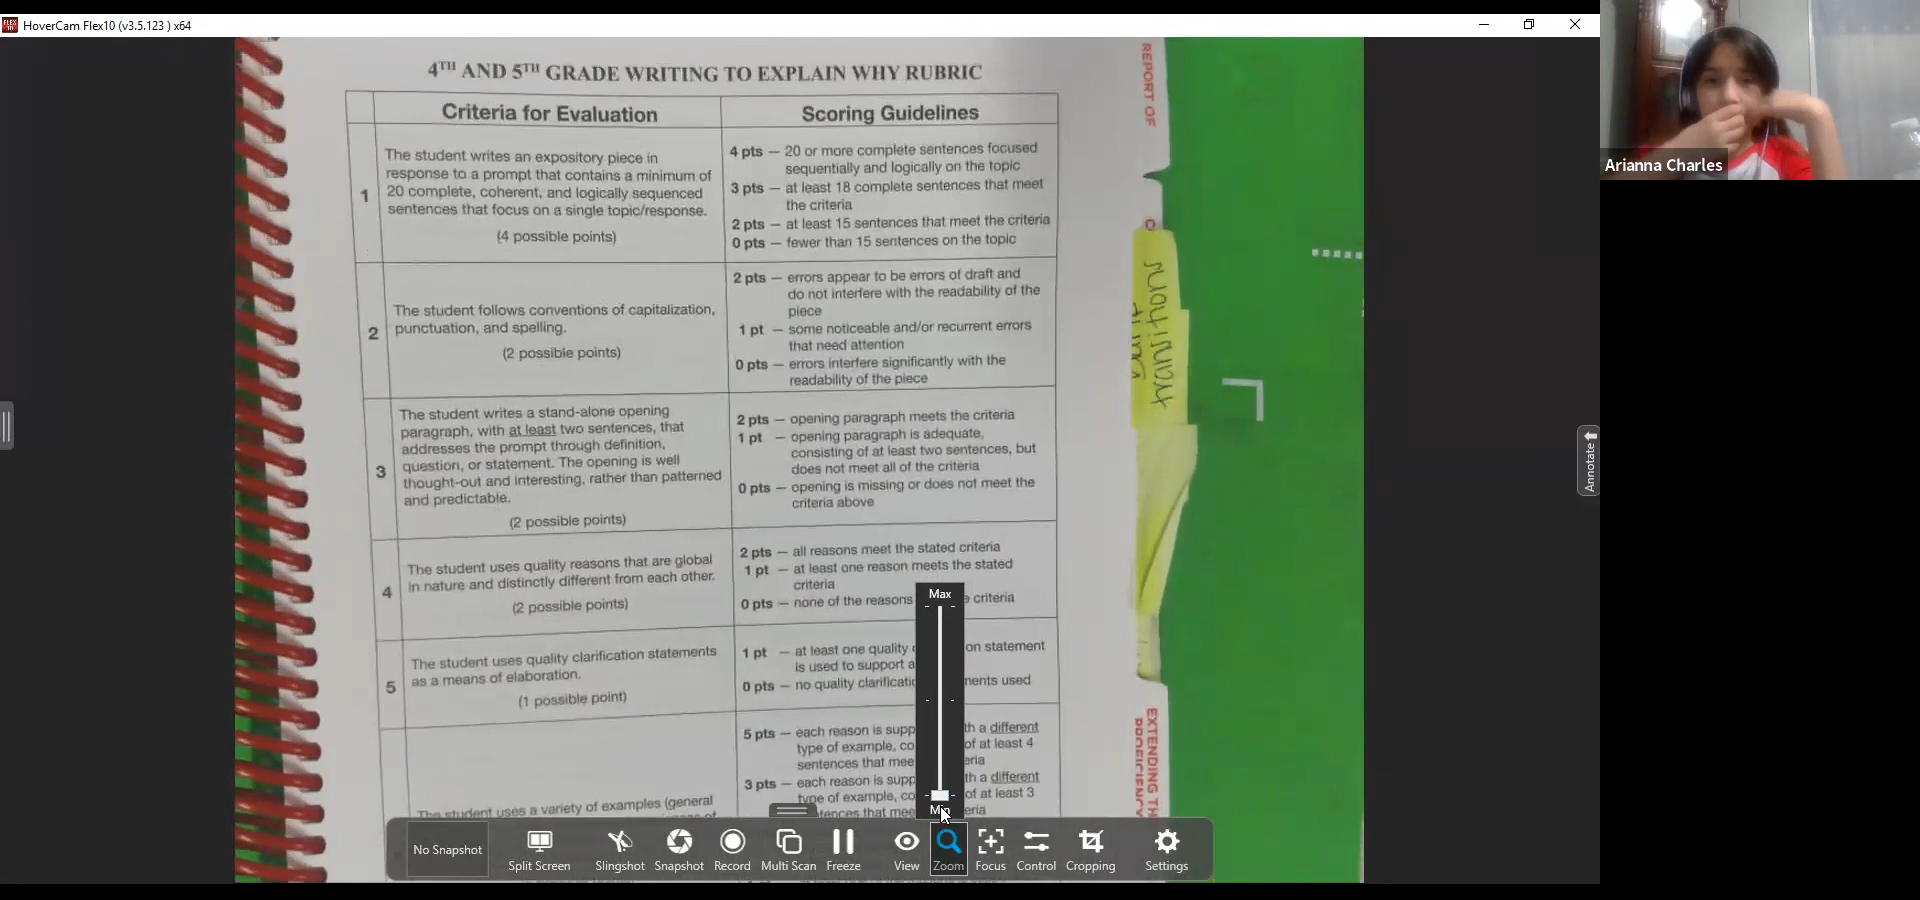 HoverCam Flex10 (v3.5.123 ) x64
4TH AND 5TH GRADE WRITING TO EXPLAIN WHY RUBRIC
Criteria for Evaluation
Scoring Guidelines
1
The student writes an expository piece in
response to a prompt that contains a minimum of
20 complete, coherent, and logically sequenced
sentences that focus on a single topic/response.
(4 possible points)
4 pts — 20 or more complete sentences focused
sequentially and logically on the topic
3 pts — at least 18 complete sentences that meet
the criteria
2 pts — at least 15 sentences that meet the criteria
0 pts — fewer than 15 sentences on the topic
2
The student follows conventions of capitalization,
punctuation, and spelling.
(2 possible points)
2 pts — errors appear to be errors of draft and
do not interfere with the readability of the
piece
1 pt — some noticeable and/or recurrent errors
that need attention
0 pts — errors interfere significantly with the
readability of the piece
3
The student writes a stand-alone opening
paragraph, with at least two sentences, that
addresses the prompt through definition,
question, or statement. The opening is well
thought-out and interesting, rather than patterned
and predictable.
(2 possible points)
2 pts — opening paragraph meets the criteria
1 pt — opening paragraph is adequate,
consisting of at least two sentences, but
does not meet all of the criteria
0 pts — opening is missing or does not meet the
criteria above
4
The student uses quality reasons that are global
in nature and distinctly different from each other.
(2 possible points)
2 pts — all reasons meet the stated criteria
1 pt — at least one reason meets the stated
criteria
0 pts — none of the reasons criteria
5
The student uses quality clarification statements
as a means of elaboration.
(1 possible point)
1 pt — at least one quality statement
is used to support
0 pts — no quality used
The student uses a variety of examples (general
5 pts — each reason is a different
type of example, of at least 4
sentences that
3 pts — each reason is a different
type of example, of at least 3
REPORT OF
EXTENDING
Max
Min
Annotate
No Snapshot
Split Screen
Slingshot
Snapshot
Record
Multi Scan
Freeze
View
Zoom
Focus
Control
Cropping
Settings
Arianna Charles